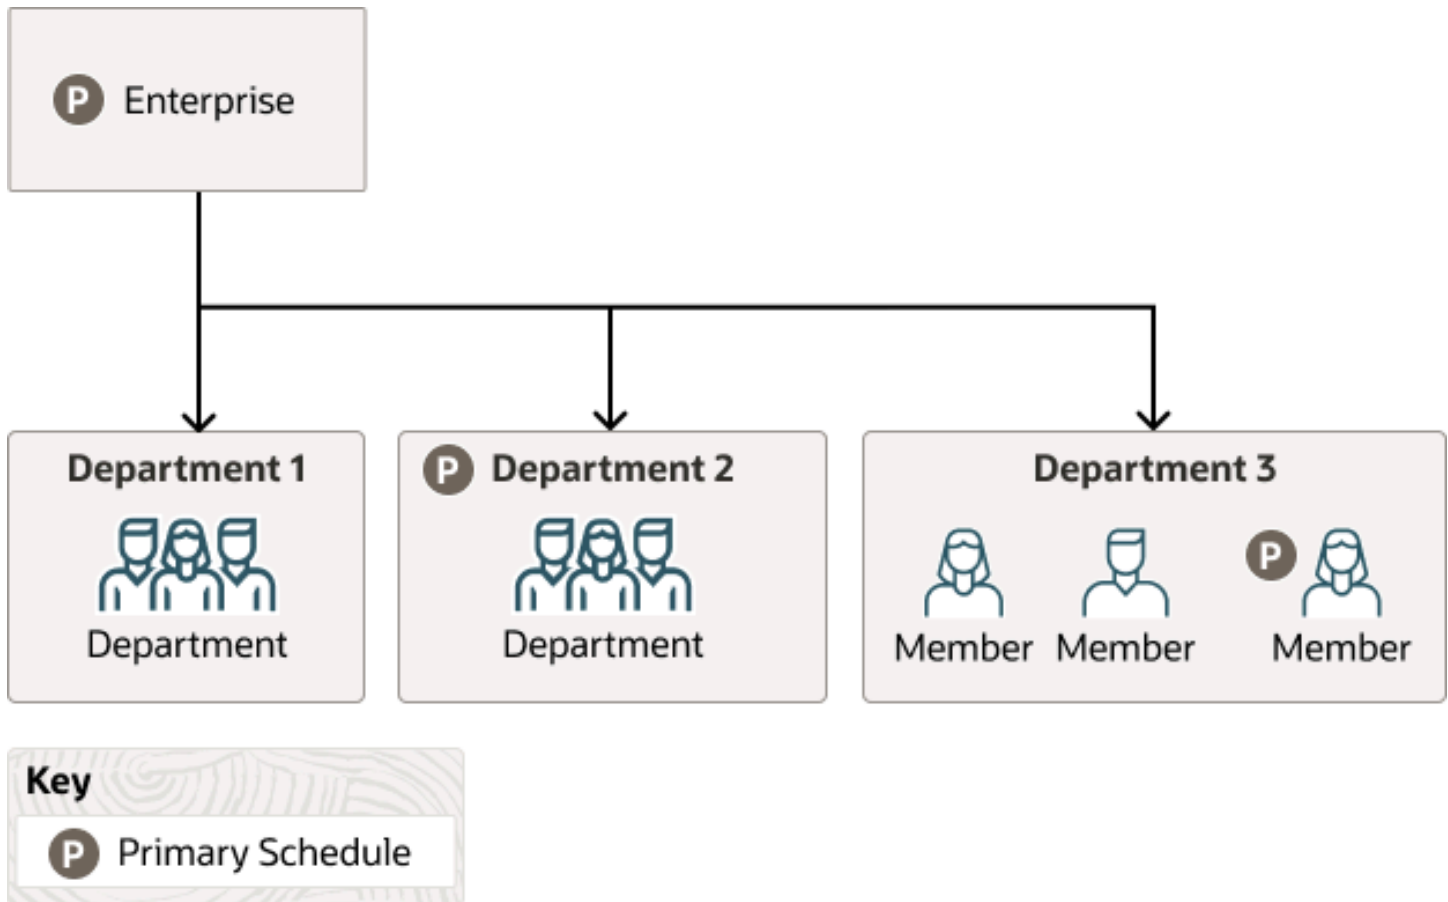 P Enterprise
Department 1
P Department 2
Department 3
Department
Department
P
Member Member Member
Key
P Primary Schedule